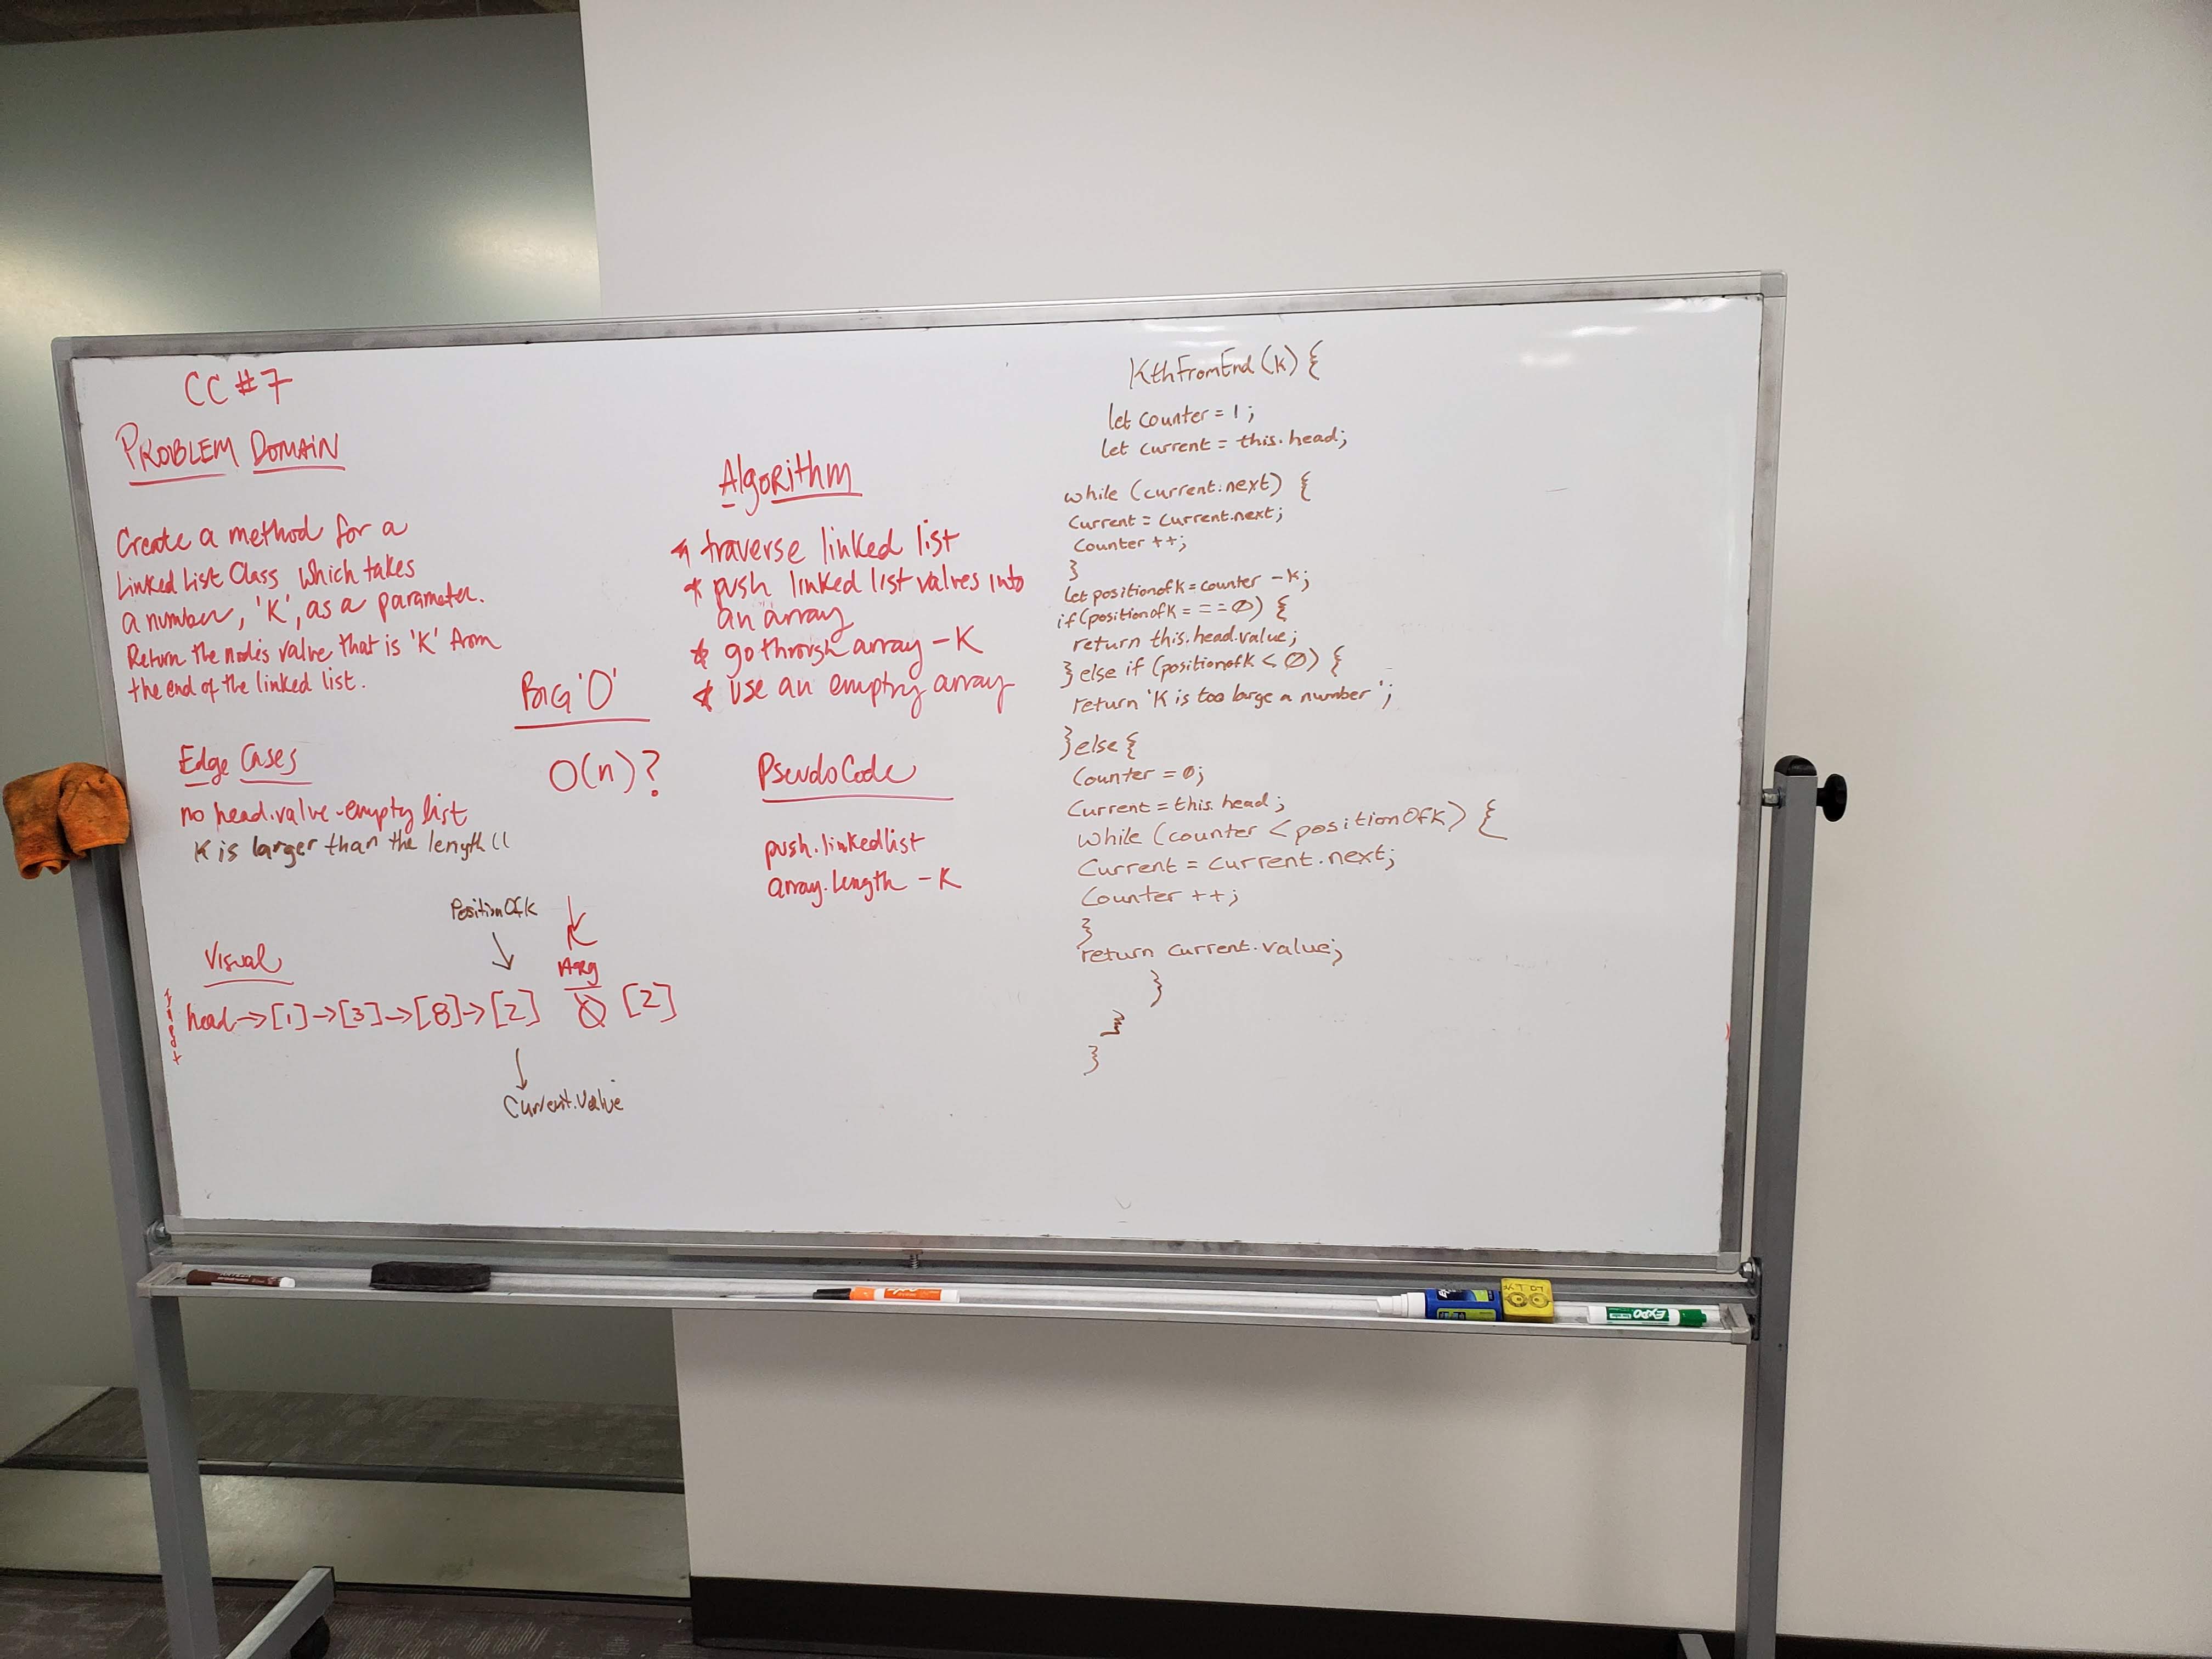 CC #7
PROBLEM DOMAIN
Create a method for a
Linked List Class which takes
a number, 'K', as a parameter.
Return the node's value that is 'K' from
the end of the linked list.
Edge Cases
no head.value - empty list
K is larger than the length LL
BIG 'O'
O(n)?
Visual
PositionOfK
Arg
head→[1]→[3]→[8]→[2] 0 [2]
Current.Value
Algorithm
* traverse linked list
* push linked list values into
an array
* go through array - K
* use an emptry array
PseudoCode
push.linkedlist
array.length - K
KthFromEnd(k) {
let counter = 1;
let current = this.head;
while (current.next) {
Current = current.next;
Counter ++;
}
let positionofk = counter - k;
if (positionofK = == 0) {
return this.head.value;
} else if (positionofk < 0) {
return 'K is too large a number';
} else {
Counter = 0;
Current = this.head;
while (counter < positionOfK) {
Current = current.next;
Counter ++;
}
return current.value;
}
}